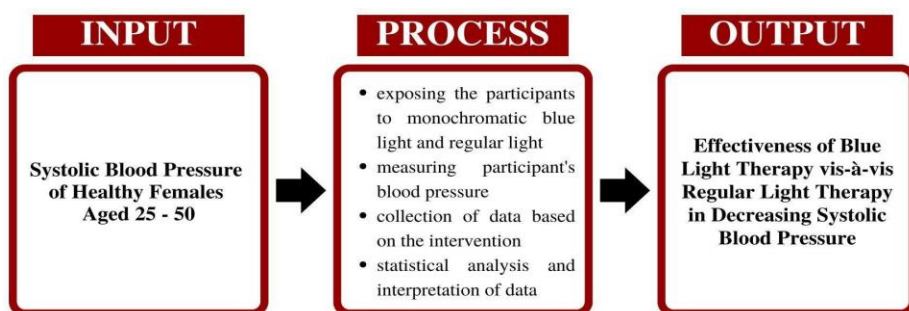 INPUT
Systolic Blood Pressure
of Healthy Females
Aged 25 - 50
PROCESS
• exposing the participants
to monochromatic blue
light and regular light
• measuring participant's
blood pressure
• collection of data based
on the intervention
• statistical analysis and
interpretation of data
OUTPUT
Effectiveness of Blue
Light Therapy vis-à-vis
Regular Light Therapy
in Decreasing Systolic
Blood Pressure